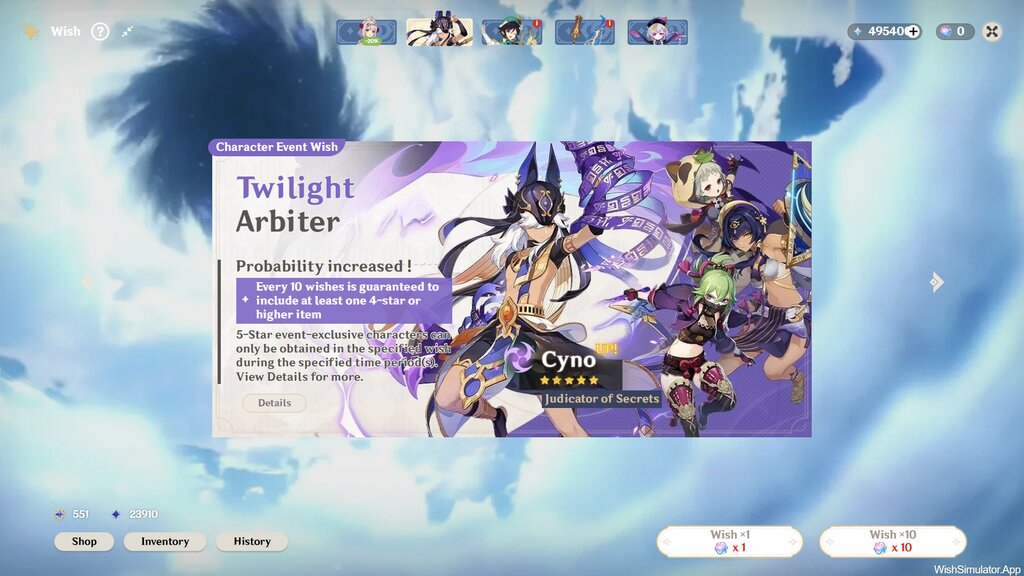 Wish
?
-20%
!
!
49540
+
0
Character Event Wish
Twilight
Arbiter
Probability increased !
Every 10 wishes is guaranteed to
include at least one 4-star or
higher item
5-Star event-exclusive characters can
only be obtained in the specified wish
during the specified time period(s).
View Details for more.
Details
UP!
Cyno
Judicator of Secrets
551
23910
Shop
Inventory
History
Wish ×1
x 1
Wish ×10
x 10
WishSimulator.App